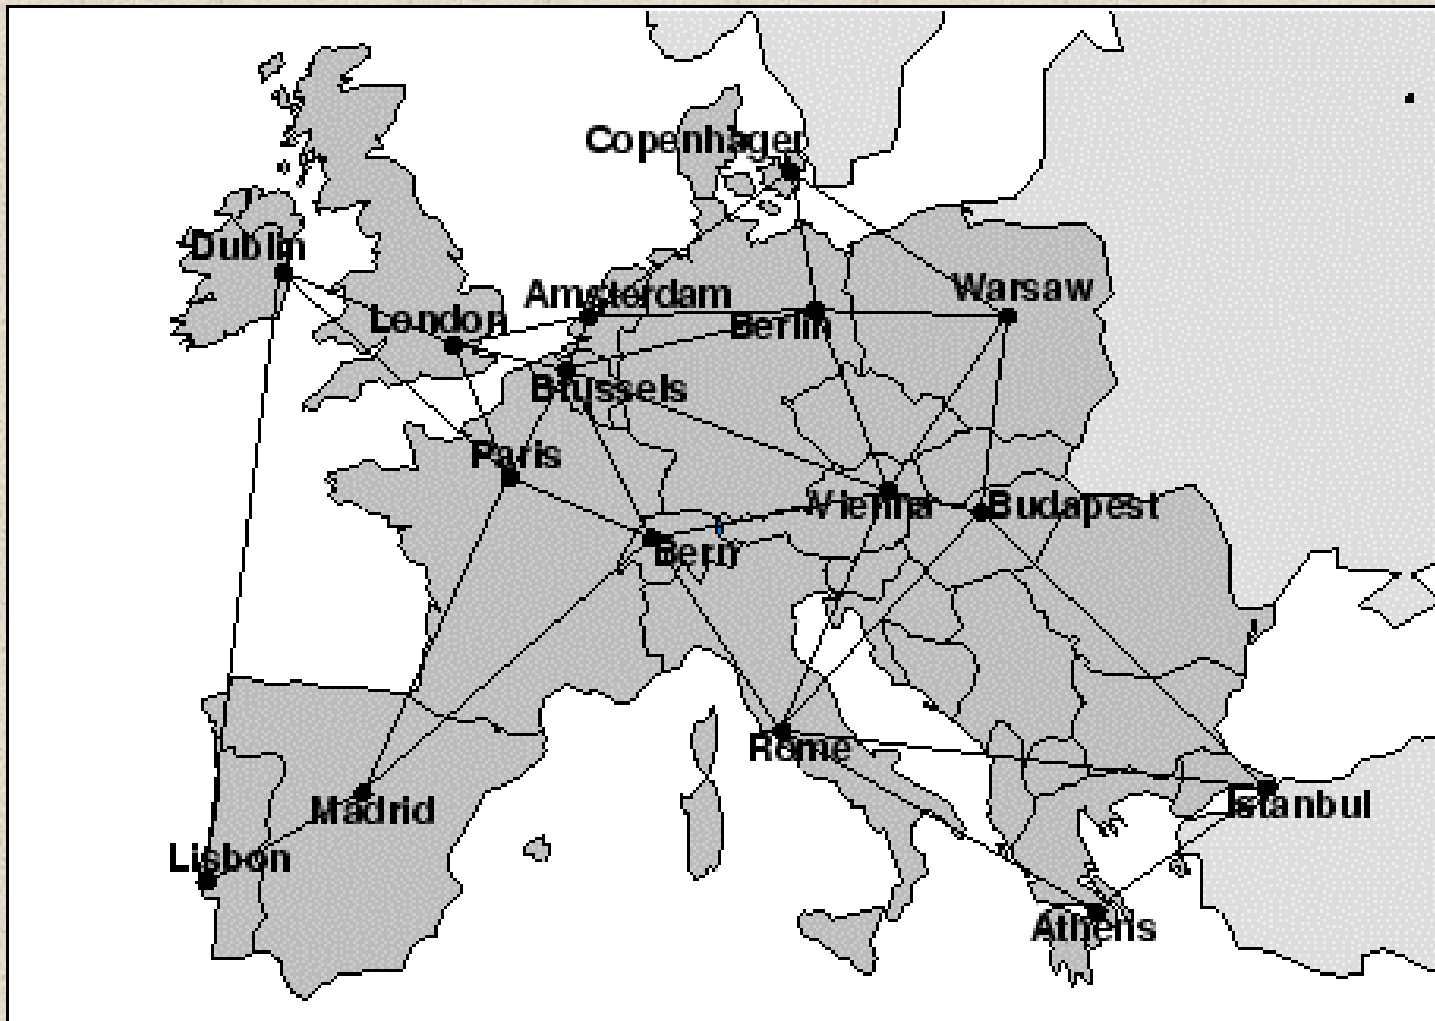 Copenhagen
Dublin
Amsterdam
Warsaw
London
Berlin
Brussels
Paris
Vienna
Budapest
Bern
Rome
Madrid
Istanbul
Lisbon
Athens